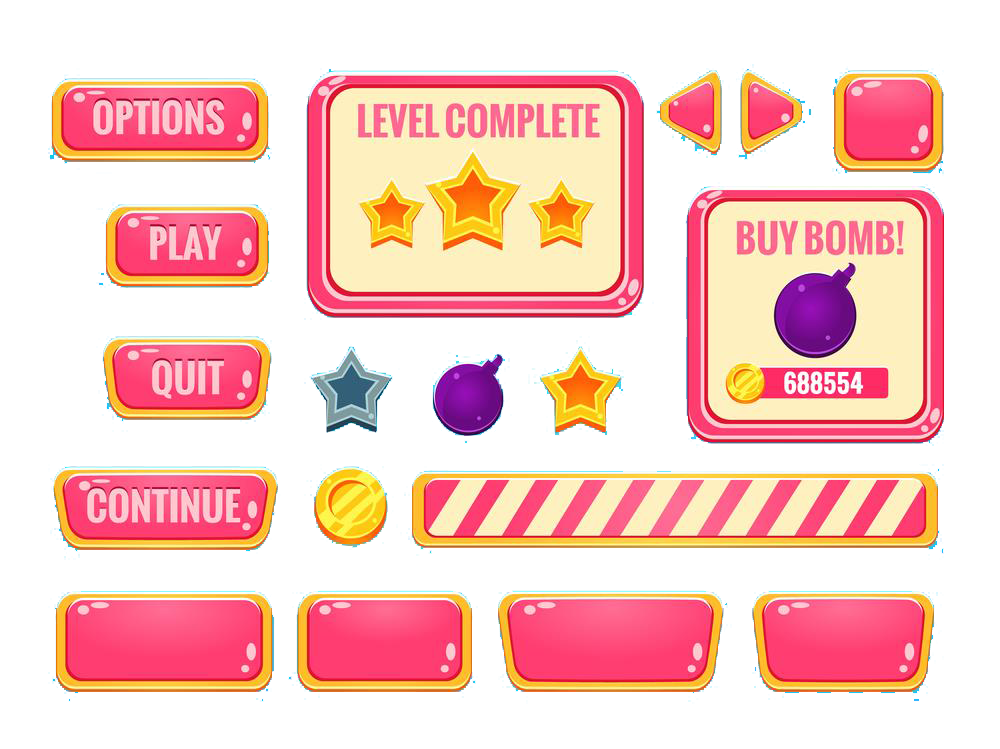 OPTIONS
LEVEL COMPLETE
PLAY
BUY BOMB!
QUIT
688554
CONTINUE